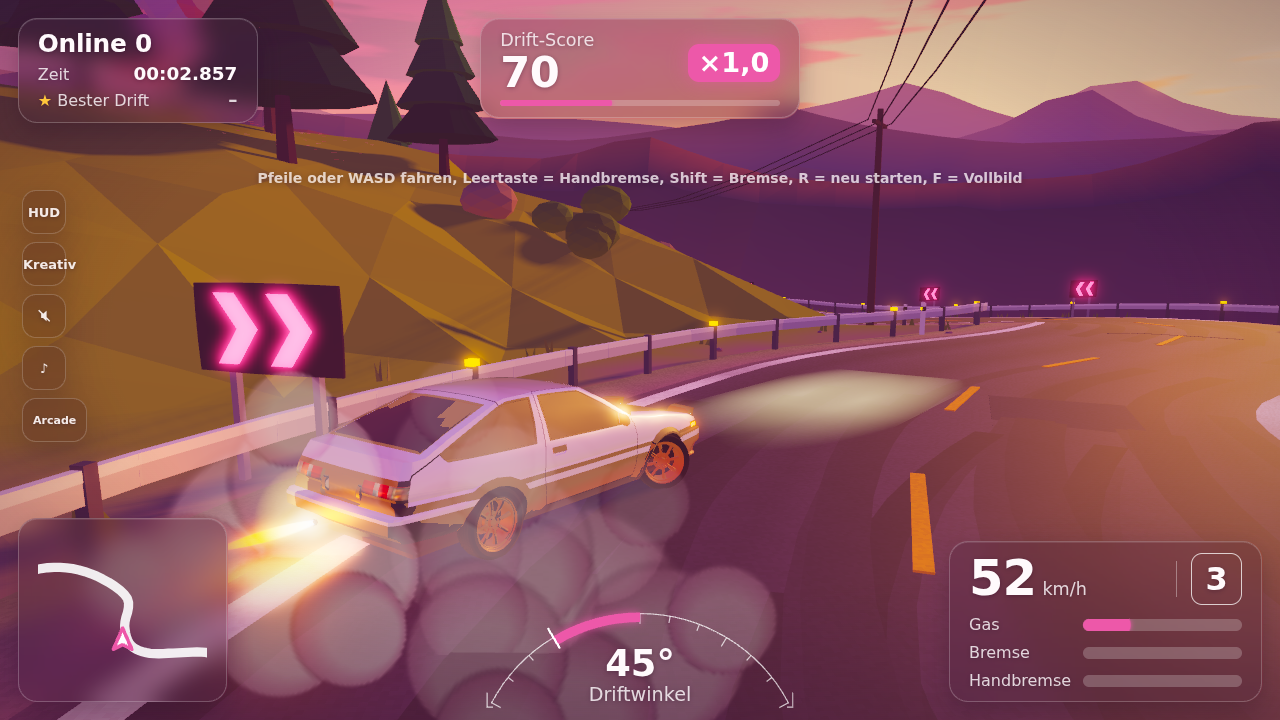 Online 0
Zeit 00:02.857
★ Bester Drift –
Drift-Score
70
×1,0
Pfeile oder WASD fahren, Leertaste = Handbremse, Shift = Bremse, R = neu starten, F = Vollbild
HUD
Kreativ
♪
Arcade
45°
Driftwinkel
52 km/h
3
Gas
Bremse
Handbremse